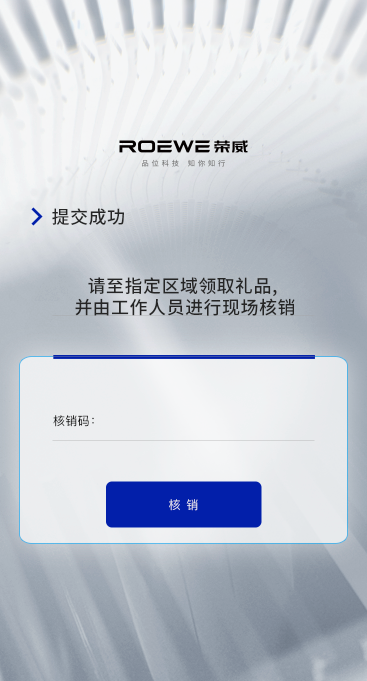 ROEWE 荣威
品位科技 知你知行
提交成功
请至指定区域领取礼品,
并由工作人员进行现场核销
核销码:
核 销